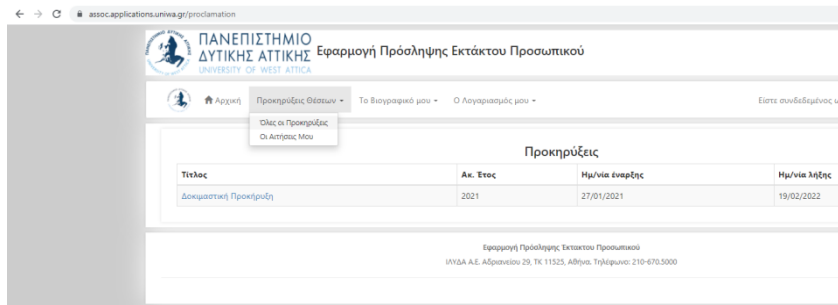 assoc.applications.uniwa.gr/proclamation
ΠΑΝΕΠΙΣΤΗΜΙΟ
ΔΥΤΙΚΗΣ ΑΤΤΙΚΗΣ
UNIVERSITY OF WEST ATTICA
Εφαρμογή Πρόσληψης Εκτάκτου Προσωπικού
Αρχική Προκηρύξεις Θέσεων Το Βιογραφικό μου Ο Λογαριασμός μου Είστε συνδεδεμένος
Όλες οι Προκηρύξεις
Οι Αιτήσεις Μου
Προκηρύξεις
Τίτλος Ακ. Έτος Ημ/νία έναρξης Ημ/νία λήξης
Δοκιμαστική Προκήρυξη 2021 27/01/2021 19/02/2022
Εφαρμογή Πρόσληψης Έκτακτου Προσωπικού
ΙΛΥΔΑ Α.Ε. Αδριανείου 29, ΤΚ 11525, Αθήνα. Τηλέφωνο: 210-670.5000